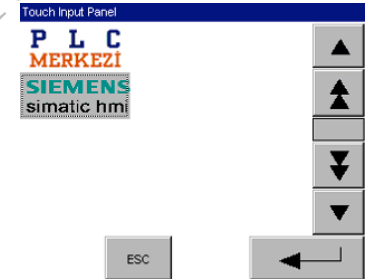 Touch Input Panel
P L C
MERKEZİ
SIEMENS
simatic hmi
ESC